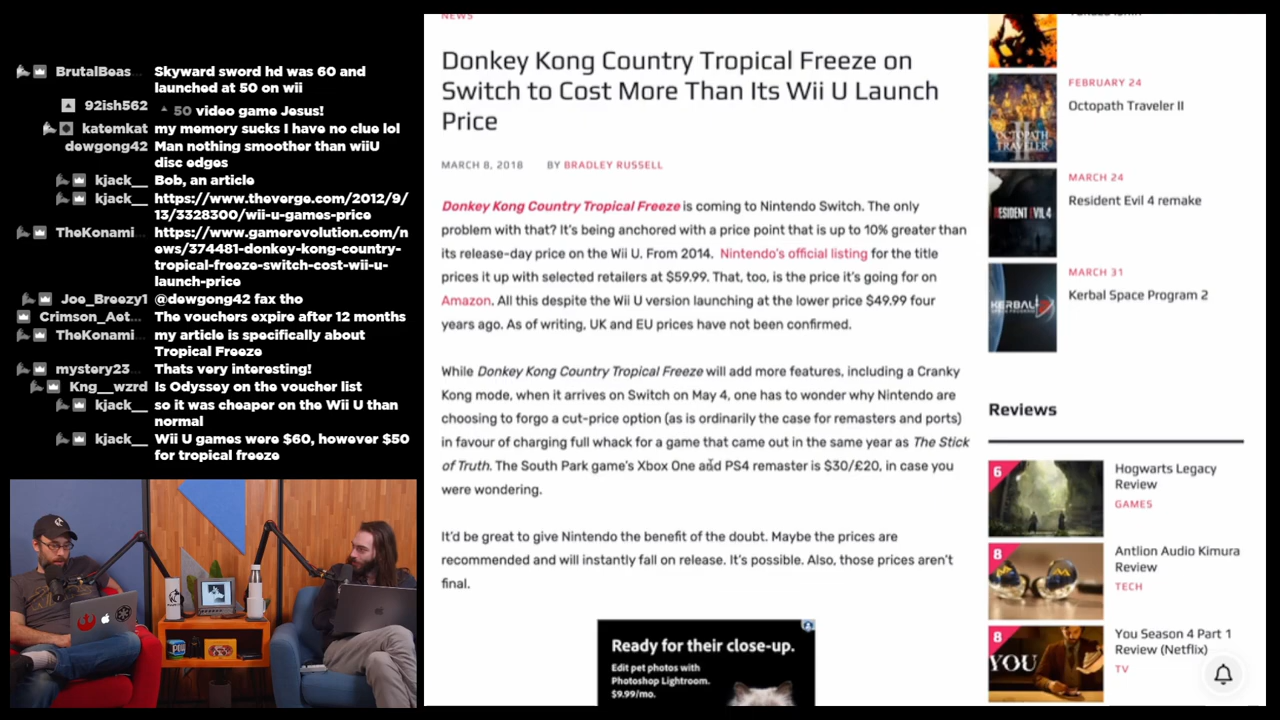 BrutalBeas... Skyward sword hd was 60 and
launched at 50 on wii
92ish562 50 video game Jesus!
katemkat my memory sucks I have no clue lol
dewgong42 Man nothing smoother than wiiU
disc edges
kjack__ Bob, an article
kjack__ https://www.theverge.com/2012/9/
13/3328300/wii-u-games-price
TheKonami... https://www.gamerevolution.com/n
ews/374481-donkey-kong-country-
tropical-freeze-switch-cost-wii-u-
launch-price
Joe_Breezy1 @dewgong42 fax tho
Crimson_Aet... The vouchers expire after 12 months
TheKonami... my article is specifically about
Tropical Freeze
mystery23... Thats very interesting!
Kng__wzrd Is Odyssey on the voucher list
kjack__ so it was cheaper on the Wii U than
normal
kjack__ Wii U games were $60, however $50
for tropical freeze
NEWS
Donkey Kong Country Tropical Freeze on
Switch to Cost More Than Its Wii U Launch
Price
MARCH 8, 2018 BY BRADLEY RUSSELL
Donkey Kong Country Tropical Freeze is coming to Nintendo Switch. The only
problem with that? It's being anchored with a price point that is up to 10% greater than
its release-day price on the Wii U. From 2014. Nintendo's official listing for the title
prices it up with selected retailers at $59.99. That, too, is the price it's going for on
Amazon. All this despite the Wii U version launching at the lower price $49.99 four
years ago. As of writing, UK and EU prices have not been confirmed.
While Donkey Kong Country Tropical Freeze will add more features, including a Cranky
Kong mode, when it arrives on Switch on May 4, one has to wonder why Nintendo are
choosing to forgo a cut-price option (as is ordinarily the case for remasters and ports)
in favour of charging full whack for a game that came out in the same year as The Stick
of Truth. The South Park game's Xbox One and PS4 remaster is $30/£20, in case you
were wondering.
It'd be great to give Nintendo the benefit of the doubt. Maybe the prices are
recommended and will instantly fall on release. It's possible. Also, those prices aren't
final.
Ready for their close-up.
Edit pet photos with
Photoshop Lightroom.
$9.99/mo.
FEBRUARY 24
Octopath Traveler II
OCTOPATH
TRAVELER
II
MARCH 24
Resident Evil 4 remake
RESIDENT EVIL 4
MARCH 31
Kerbal Space Program 2
KERBAL
Reviews
6
Hogwarts Legacy
Review
GAMES
8
Antlion Audio Kimura
Review
TECH
8
You Season 4 Part 1
Review (Netflix)
TV
YOU